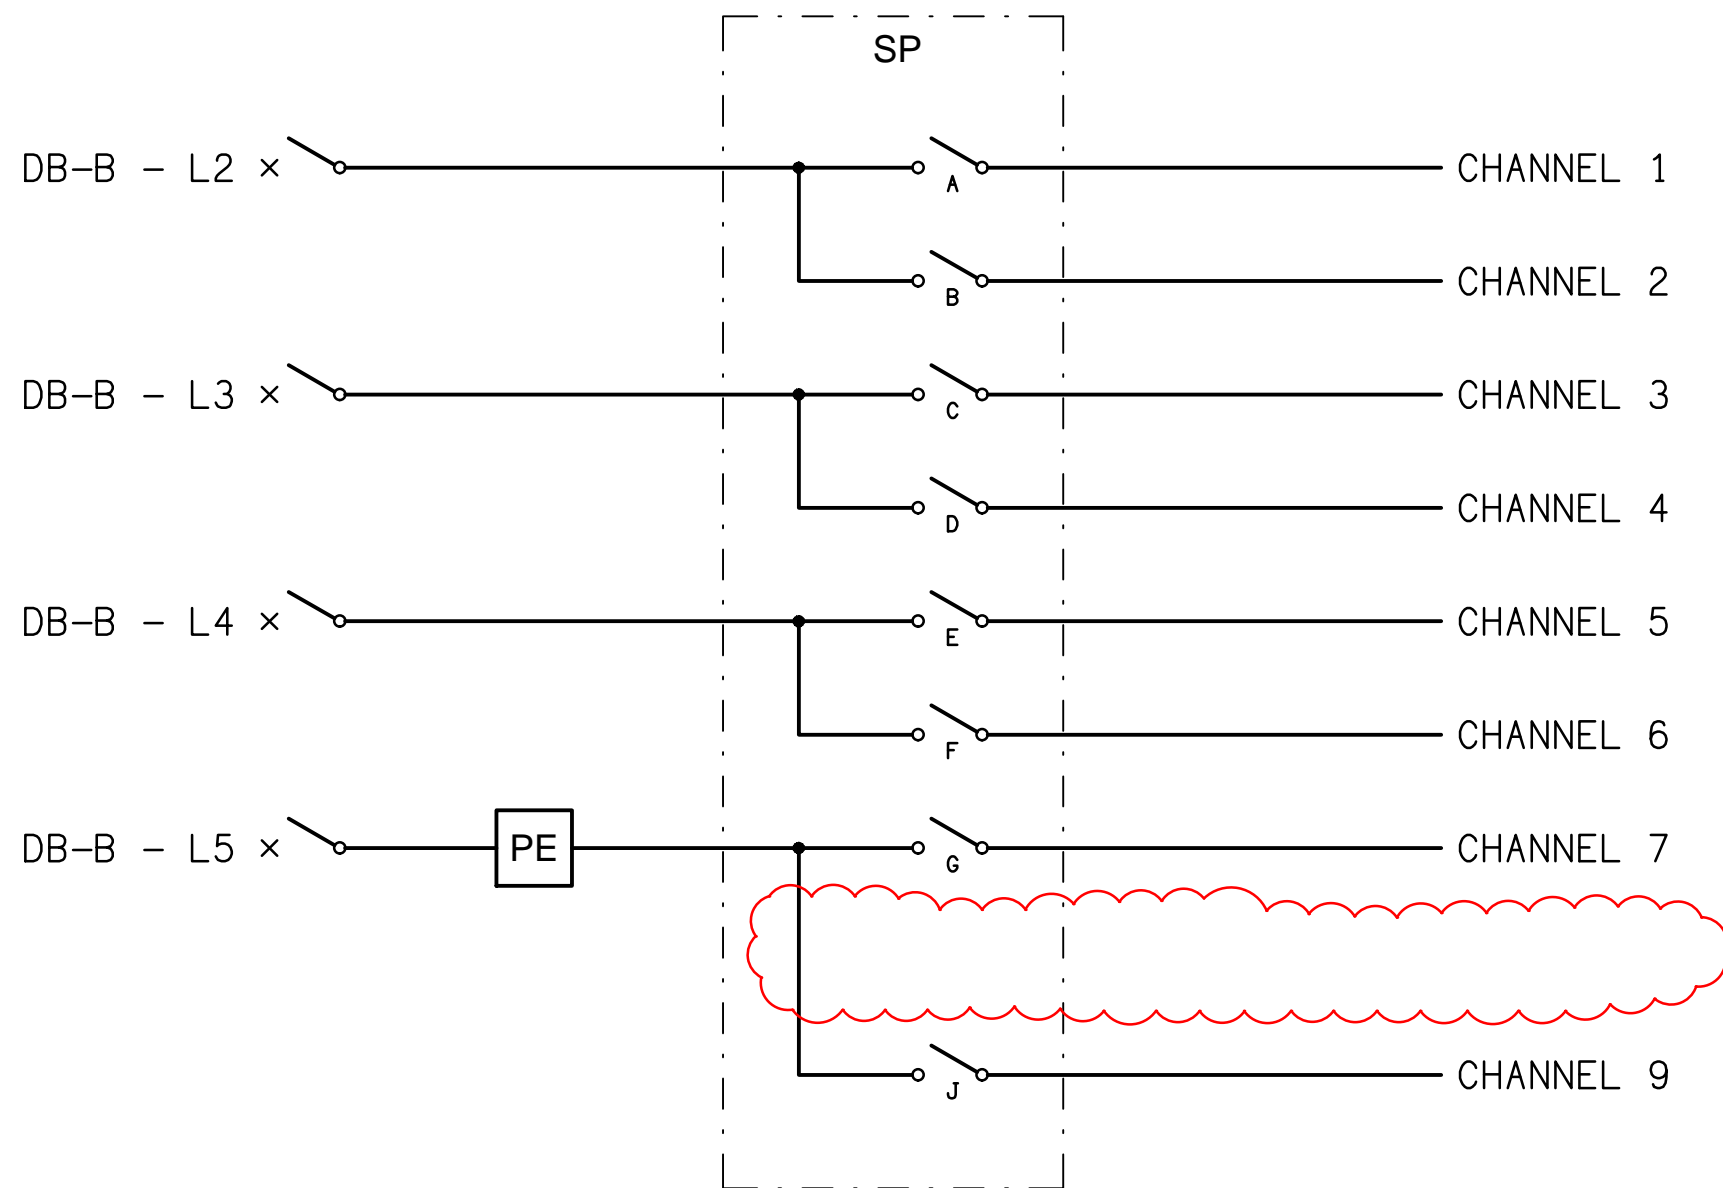 SP
DB-B - L2 × A CHANNEL 1
B CHANNEL 2
DB-B - L3 × C CHANNEL 3
D CHANNEL 4
DB-B - L4 × E CHANNEL 5
F CHANNEL 6
DB-B - L5 × PE G CHANNEL 7
J CHANNEL 9